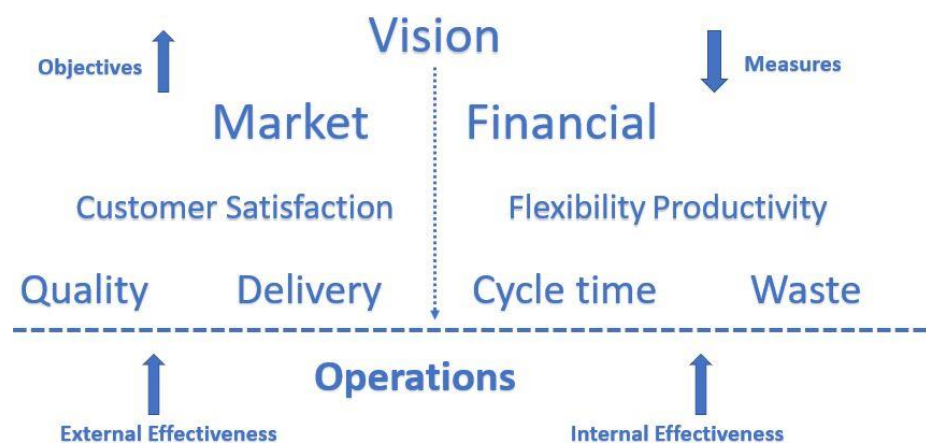 Vision
Objectives
Measures
Market Financial
Customer Satisfaction Flexibility Productivity
Quality Delivery Cycle time Waste
Operations
External Effectiveness Internal Effectiveness